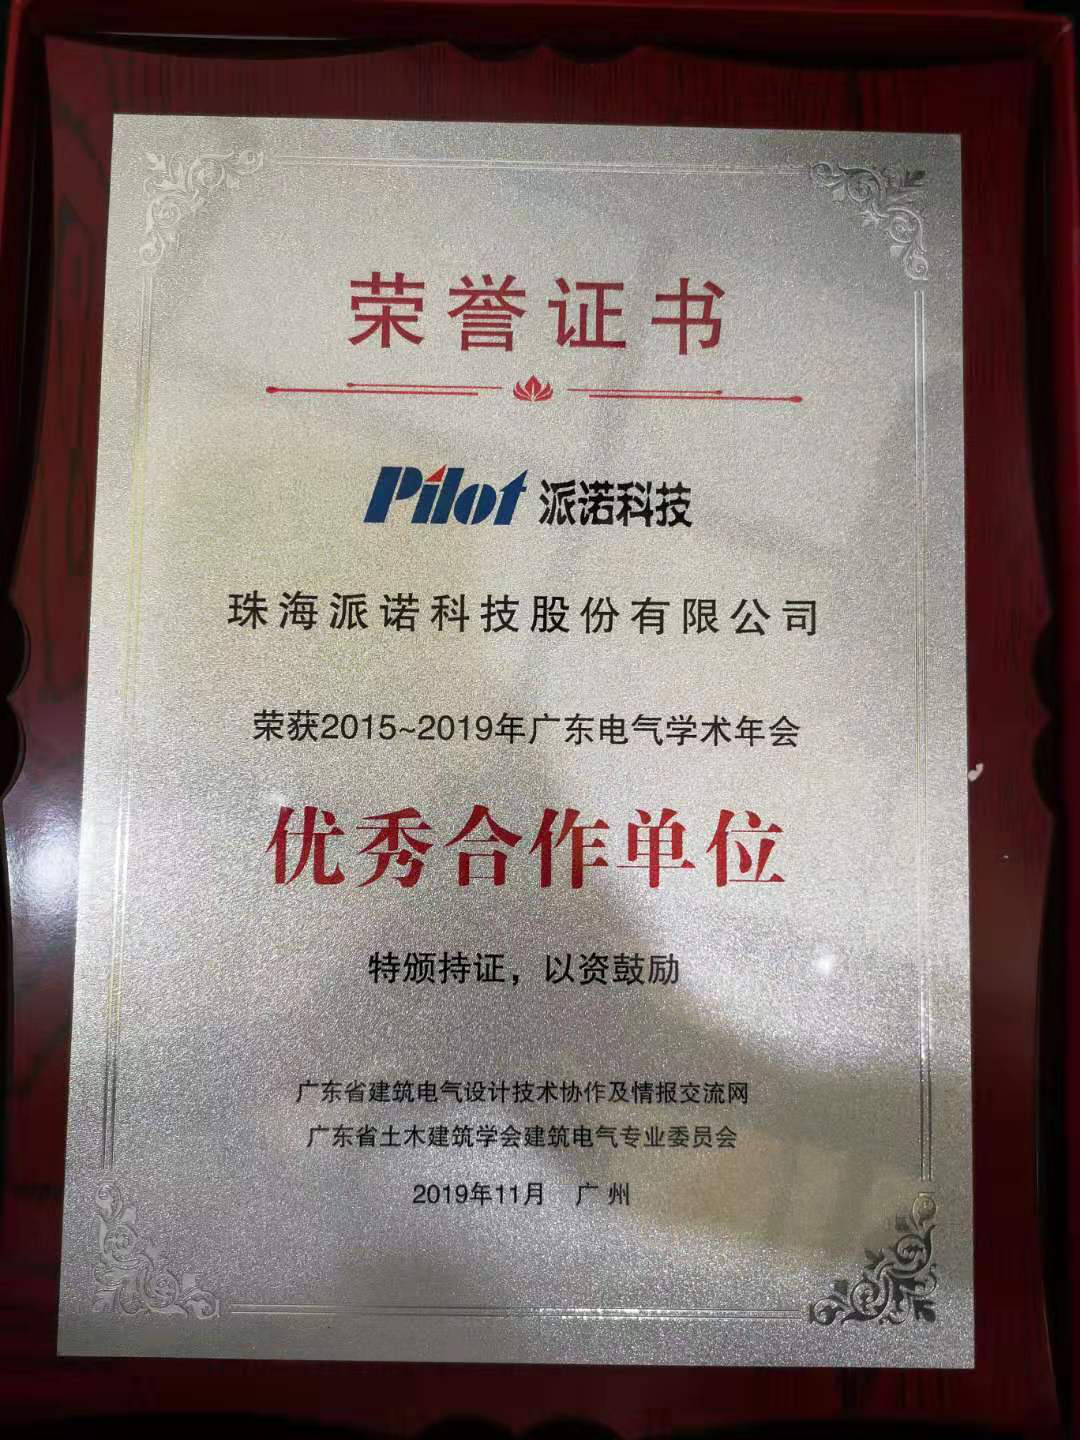 荣誉证书
Pilot 派诺科技
珠海派诺科技股份有限公司
荣获2015~2019年广东电气学术年会
优秀合作单位
特颁持证，以资鼓励
广东省建筑电气设计技术协作及情报交流网
广东省土木建筑学会建筑电气专业委员会
2019年11月 广州